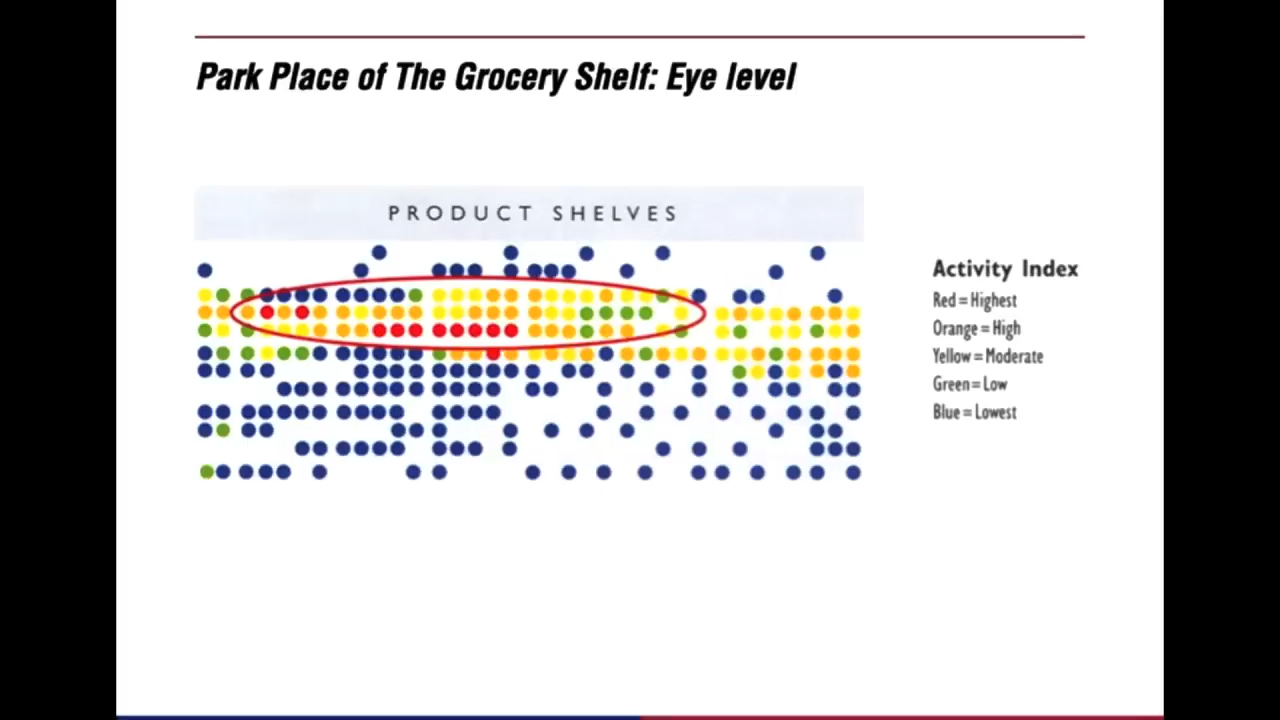 Park Place of The Grocery Shelf: Eye level
PRODUCT SHELVES
Activity Index
Red = Highest
Orange = High
Yellow = Moderate
Green = Low
Blue = Lowest